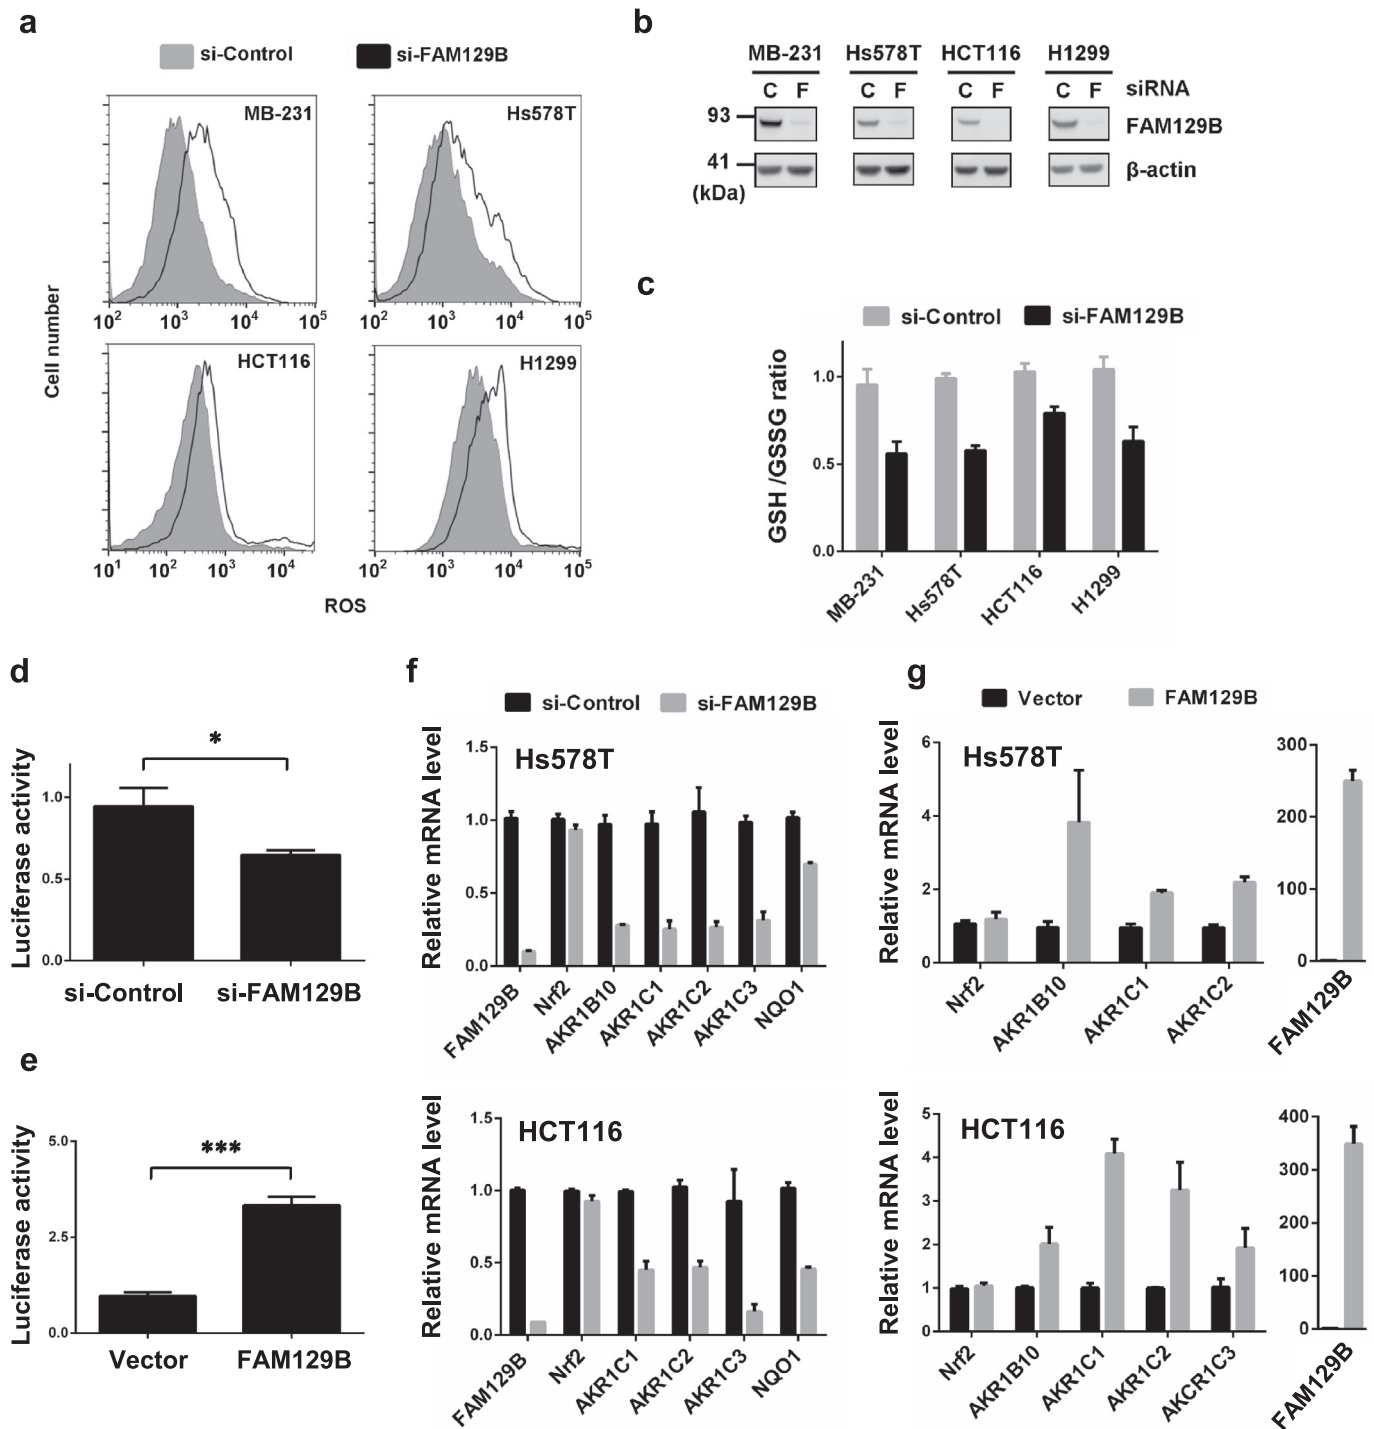 a
si-Control si-FAM129B
MB-231
Hs578T
10² 10³ 10⁴ 10⁵
10² 10³ 10⁴ 10⁵
HCT116
H1299
10¹ 10² 10³ 10⁴
10² 10³ 10⁴ 10⁵
Cell number
ROS
b
MB-231 Hs578T HCT116 H1299
C F C F C F C F siRNA
93 FAM129B
41 β-actin
(kDa)
c
si-Control si-FAM129B
GSH /GSSG ratio
1.0
0.5
0.0
MB-231 Hs578T HCT116 H1299
d
Luciferase activity
1.0
0.5
0.0
*
si-Control si-FAM129B
e
Luciferase activity
5.0
2.5
0.0
***
Vector FAM129B
f
si-Control si-FAM129B
Relative mRNA level
Hs578T
1.5
1.0
0.5
0.0
FAM129B Nrf2 AKR1B10 AKR1C1 AKR1C2 AKR1C3 NQO1
Relative mRNA level
HCT116
1.5
1.0
0.5
0.0
FAM129B Nrf2 AKR1C1 AKR1C2 AKR1C3 NQO1
g
Vector FAM129B
Relative mRNA level
Hs578T
6
4
2
0
Nrf2 AKR1B10 AKR1C1 AKR1C2
300
200
100
0
FAM129B
Relative mRNA level
HCT116
5
4
3
2
1
0
Nrf2 AKR1B10 AKR1C1 AKR1C2 AKCR1C3
400
300
200
100
0
FAM129B